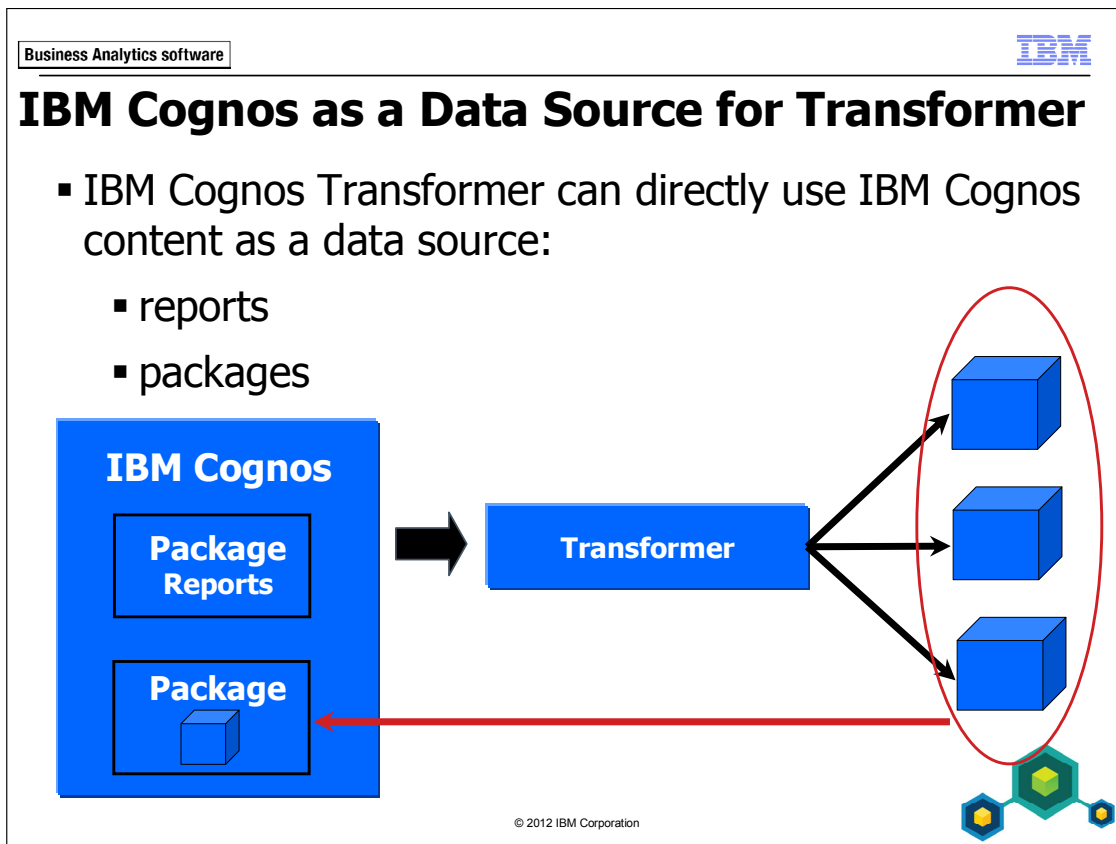 Business Analytics software
IBM
IBM Cognos as a Data Source for Transformer
▪ IBM Cognos Transformer can directly use IBM Cognos
content as a data source:
▪ reports
▪ packages
IBM Cognos
Package
Reports
Transformer
Package
© 2012 IBM Corporation